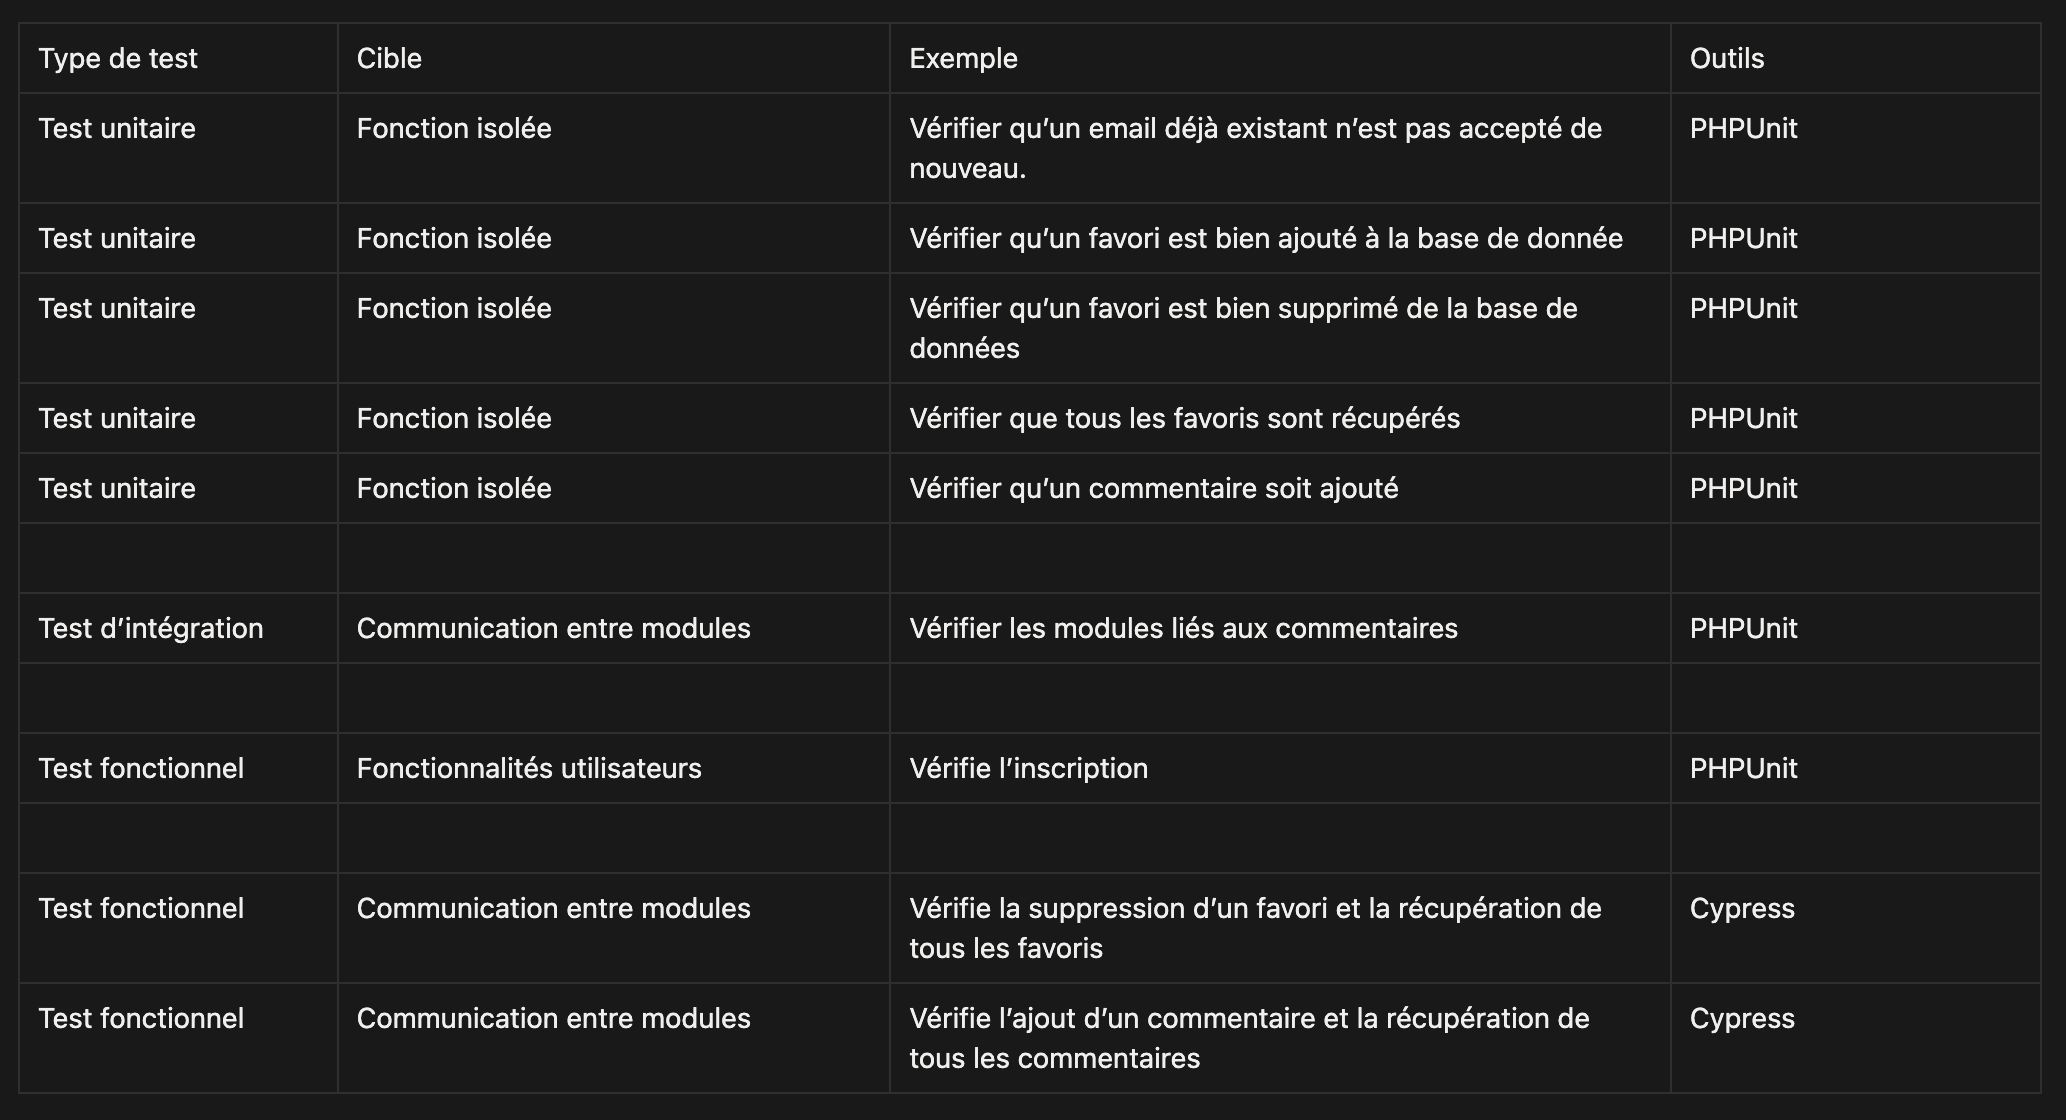 Type de test
Cible
Exemple
Outils
Test unitaire
Fonction isolée
Vérifier qu’un email déjà existant n’est pas accepté de
nouveau.
PHPUnit
Test unitaire
Fonction isolée
Vérifier qu’un favori est bien ajouté à la base de donnée
PHPUnit
Test unitaire
Fonction isolée
Vérifier qu’un favori est bien supprimé de la base de
données
PHPUnit
Test unitaire
Fonction isolée
Vérifier que tous les favoris sont récupérés
PHPUnit
Test unitaire
Fonction isolée
Vérifier qu’un commentaire soit ajouté
PHPUnit
Test d’intégration
Communication entre modules
Vérifier les modules liés aux commentaires
PHPUnit
Test fonctionnel
Fonctionnalités utilisateurs
Vérifie l’inscription
PHPUnit
Test fonctionnel
Communication entre modules
Vérifie la suppression d’un favori et la récupération de
tous les favoris
Cypress
Test fonctionnel
Communication entre modules
Vérifie l’ajout d’un commentaire et la récupération de
tous les commentaires
Cypress